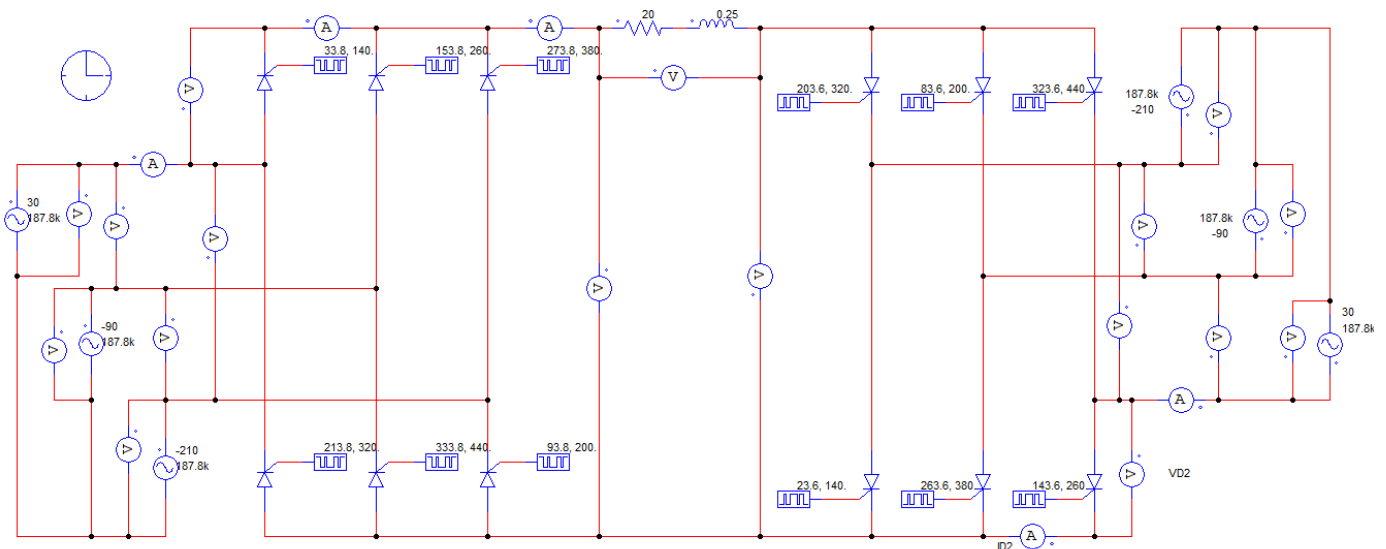 20
0.25
A
A
33.8, 140.
153.8, 260.
273.8, 380.
V
V
203.6, 320.
83.6, 200.
323.6, 440
187.8k
-210
V
A
30
187.8k
V
V
V
V
187.8k
-90
V
V
V
-90
187.8k
V
V
V
V
V
30
187.8k
A
V
-210
187.8k
213.8, 320.
333.8, 440.
93.8, 200.
23.6, 140.
263.6, 380
143.6, 260
V
VD2
A
ID2